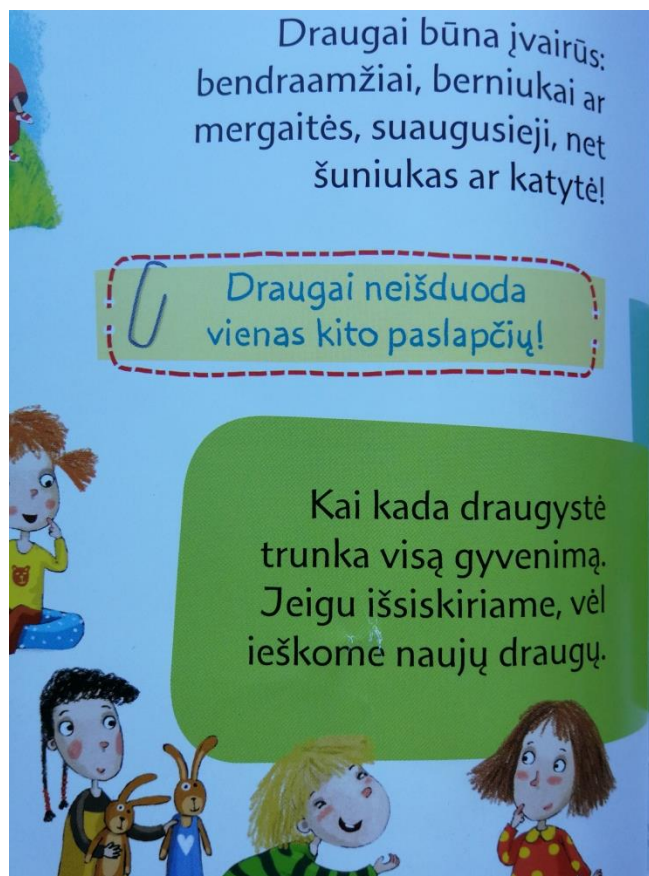 Draugai būna įvairūs:
bendraamžiai, berniukai ar
mergaitės, suaugusieji, net
šuniukas ar katytė!
Draugai neišduoda
vienas kito paslapčių!
Kai kada draugystė
trunka visą gyvenimą.
Jeigu išsiskiriame, vėl
ieškome naujų draugų.